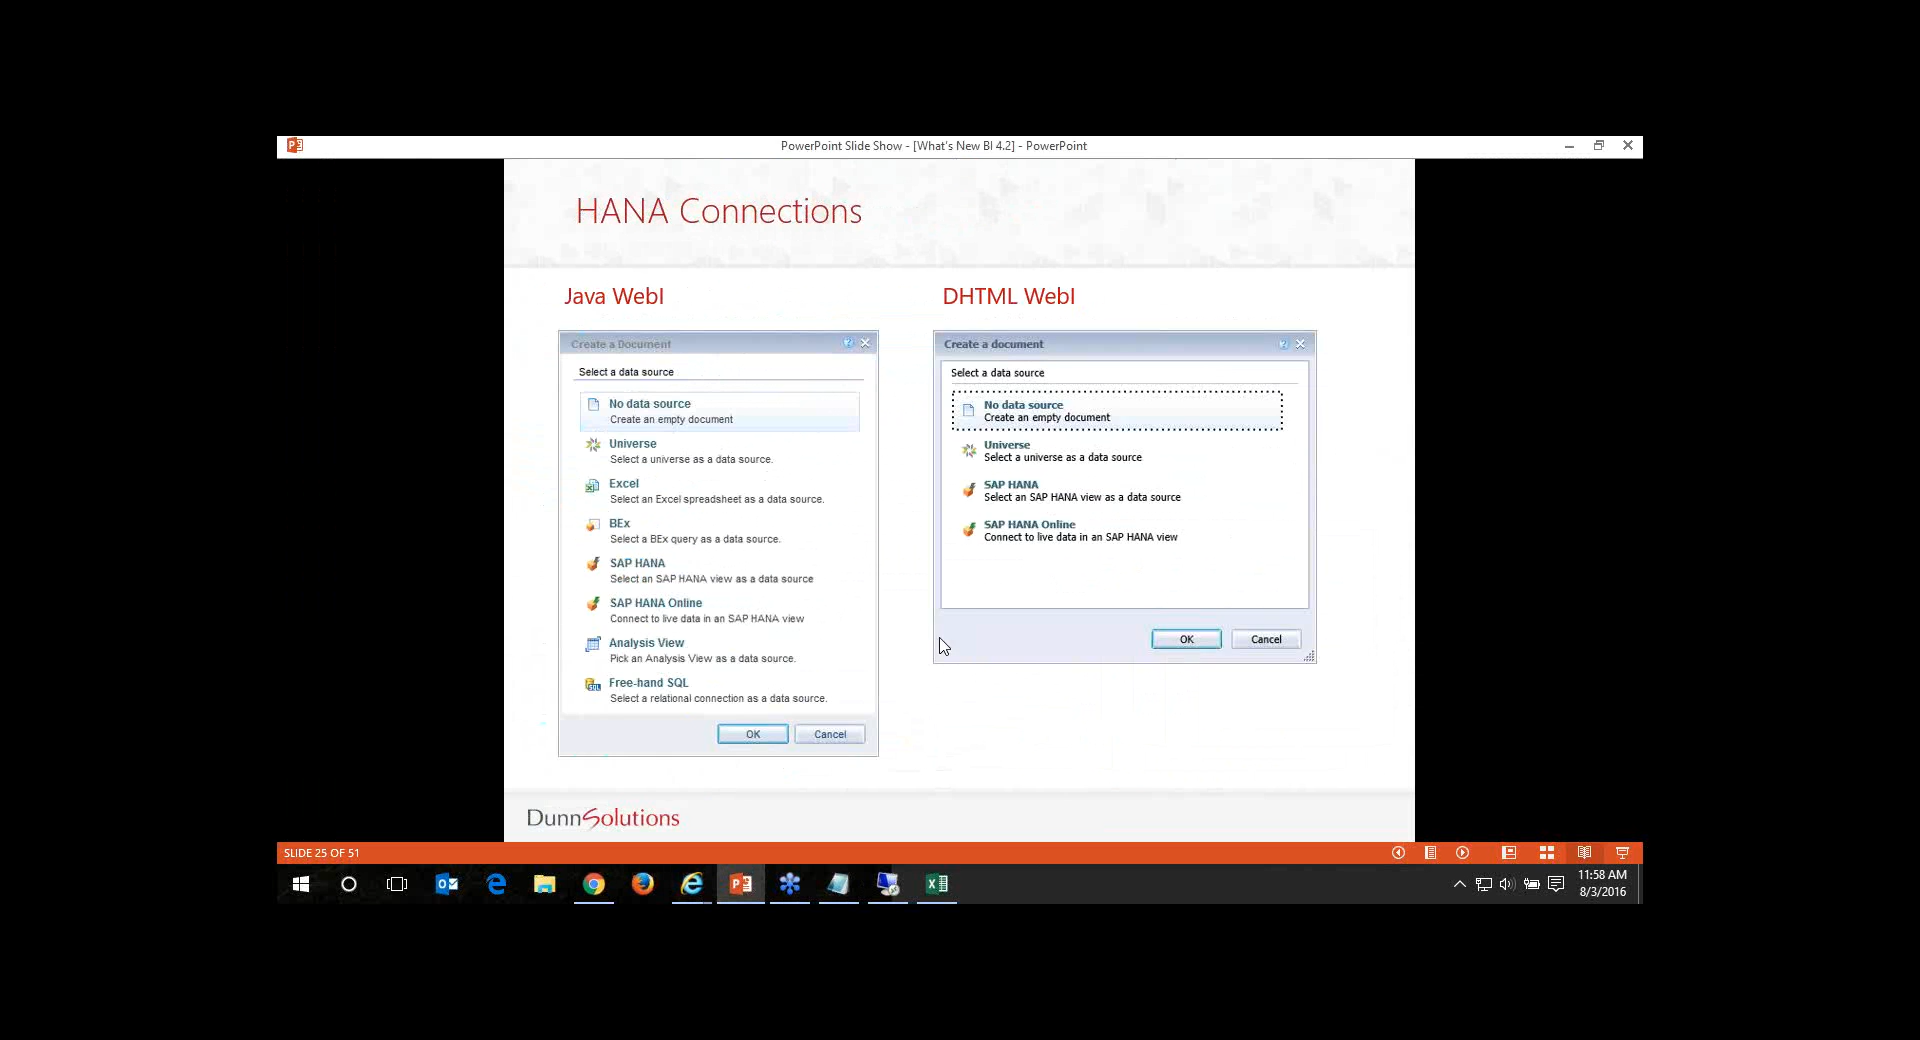 PowerPoint Slide Show - [What's New BI 4.2] - PowerPoint
HANA Connections
Java WebI
Create a Document
Select a data source
No data source
Create an empty document
Universe
Select a universe as a data source.
Excel
Select an Excel spreadsheet as a data source.
BEx
Select a BEx query as a data source.
SAP HANA
Select an SAP HANA view as a data source
SAP HANA Online
Connect to live data in an SAP HANA view
Analysis View
Pick an Analysis View as a data source.
Free-hand SQL
Select a relational connection as a data source.
OK
Cancel
DHTML WebI
Create a document
Select a data source
No data source
Create an empty document
Universe
Select a universe as a data source
SAP HANA
Select an SAP HANA view as a data source
SAP HANA Online
Connect to live data in an SAP HANA view
OK
Cancel
DunnSolutions
SLIDE 25 OF 51
11:58 AM
8/3/2016